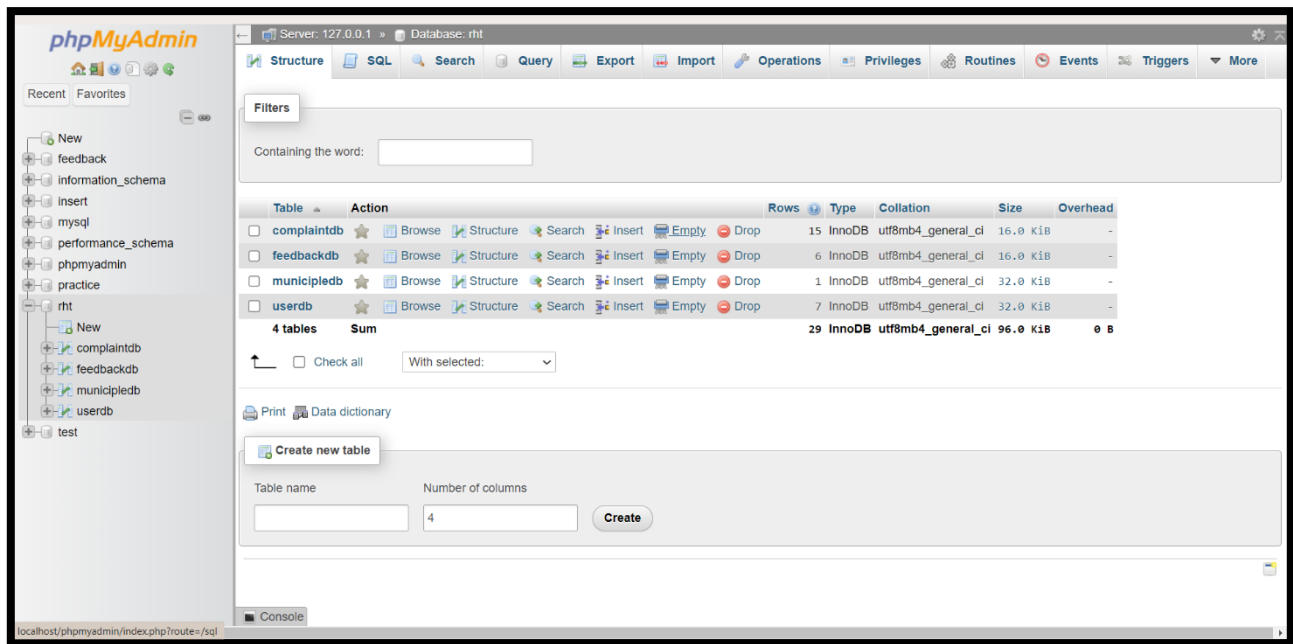 phpMyAdmin
Recent Favorites
New
feedback
information_schema
insert
mysql
performance_schema
phpmyadmin
practice
rht
New
complaintdb
feedbackdb
municipledb
userdb
test
localhost/phpmyadmin/index.php?route=/sql
Server: 127.0.0.1 » Database: rht
Structure SQL Search Query Export Import Operations Privileges Routines Events Triggers More
Filters
Containing the word:
Table Action Rows Type Collation Size Overhead
complaintdb Browse Structure Search Insert Empty Drop 15 InnoDB utf8mb4_general_ci 16.0 KiB -
feedbackdb Browse Structure Search Insert Empty Drop 6 InnoDB utf8mb4_general_ci 16.0 KiB -
municipledb Browse Structure Search Insert Empty Drop 1 InnoDB utf8mb4_general_ci 32.0 KiB -
userdb Browse Structure Search Insert Empty Drop 7 InnoDB utf8mb4_general_ci 32.0 KiB -
4 tables Sum 29 InnoDB utf8mb4_general_ci 96.0 KiB 0 B
Check all With selected:
Print Data dictionary
Create new table
Table name Number of columns
4 Create
Console